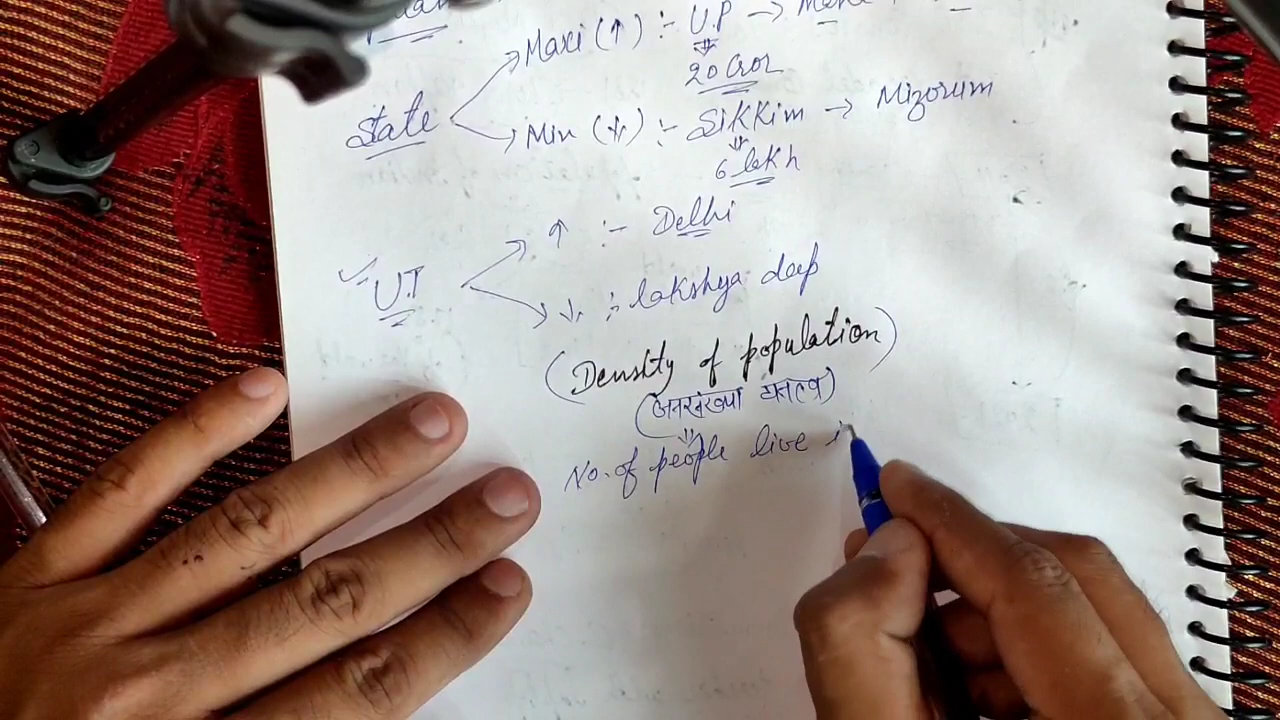 Maxi (↑) :- U.P →
20 Cror
State
Min (↓) :- Sikkim → Mizorum
6 lakh
↑ :- Delhi
U.T
↓ :- lakshya deep
(Density of population)
(जनसंख्या घनत्व)
No. of people live i